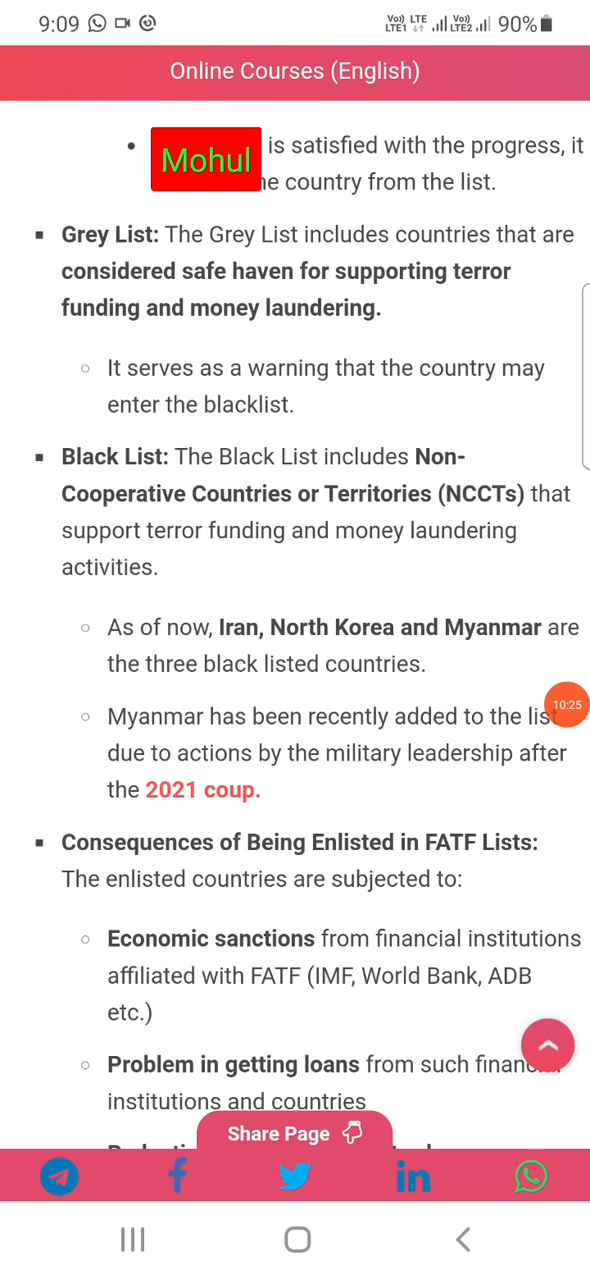 9:09
Vo) LTE Vo)
LTE1 LTE2 90%
Online Courses (English)
Mohul is satisfied with the progress, it
he country from the list.
Grey List: The Grey List includes countries that are
considered safe haven for supporting terror
funding and money laundering.
It serves as a warning that the country may
enter the blacklist.
Black List: The Black List includes Non-
Cooperative Countries or Territories (NCCTs) that
support terror funding and money laundering
activities.
As of now, Iran, North Korea and Myanmar are
the three black listed countries.
10:25
Myanmar has been recently added to the list
due to actions by the military leadership after
the 2021 coup.
Consequences of Being Enlisted in FATF Lists:
The enlisted countries are subjected to:
Economic sanctions from financial institutions
affiliated with FATF (IMF, World Bank, ADB
etc.)
Problem in getting loans from such
institutions and countries
Share Page